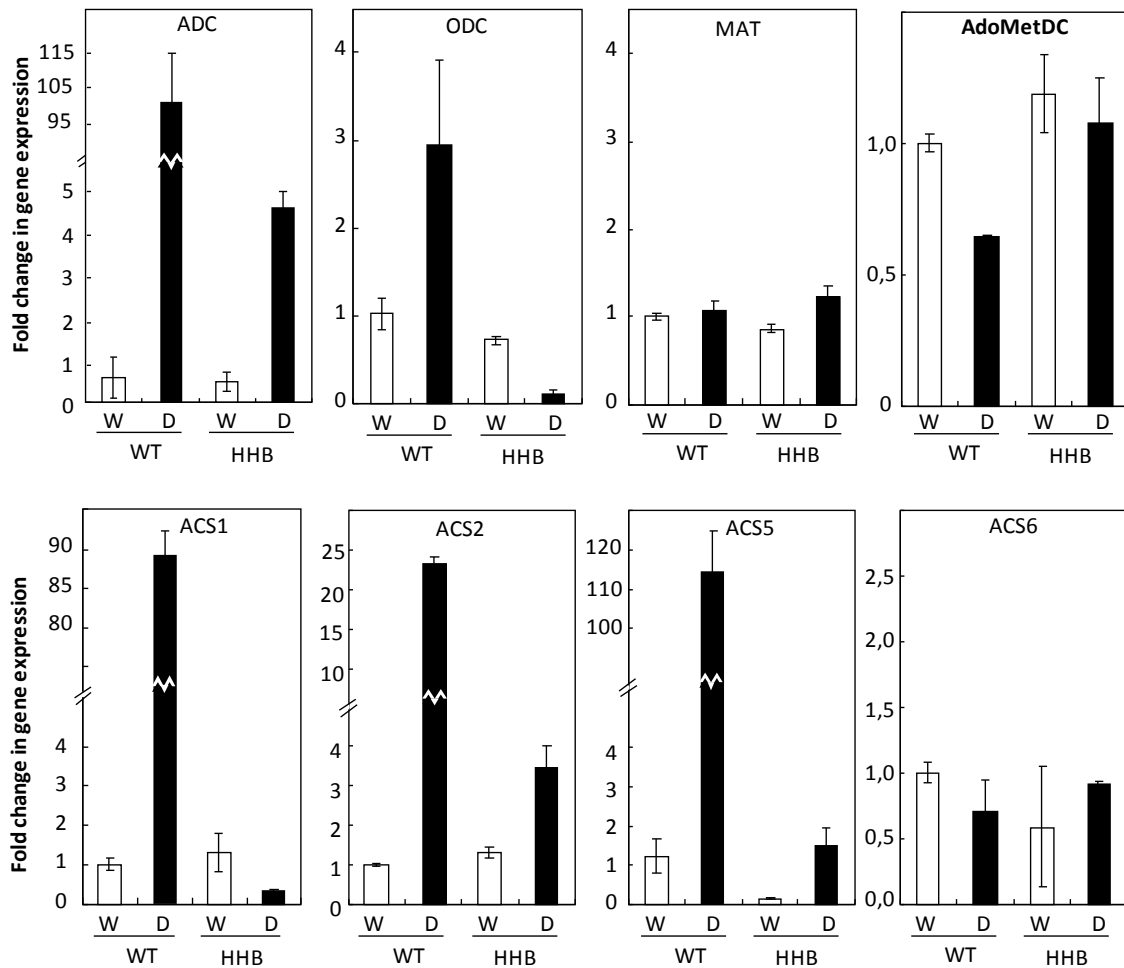 ADC
ODC
MAT
AdoMetDC
Fold change in gene expression
115
105
95
5
4
3
2
1
0
4
3
2
1
0
4
3
2
1
0
1,0
0,5
0
W D W D
WT HHB
W D W D
WT HHB
W D W D
WT HHB
W D W D
WT HHB
ACS1
ACS2
ACS5
ACS6
Fold change in gene expression
90
85
80
4
3
2
1
0
25
20
15
10
4
3
2
1
0
120
110
100
4
3
2
1
0
2,5
2,0
1,5
1,0
0,5
0,0
W D W D
WT HHB
W D W D
WT HHB
W D W D
WT HHB
W D W D
WT HHB